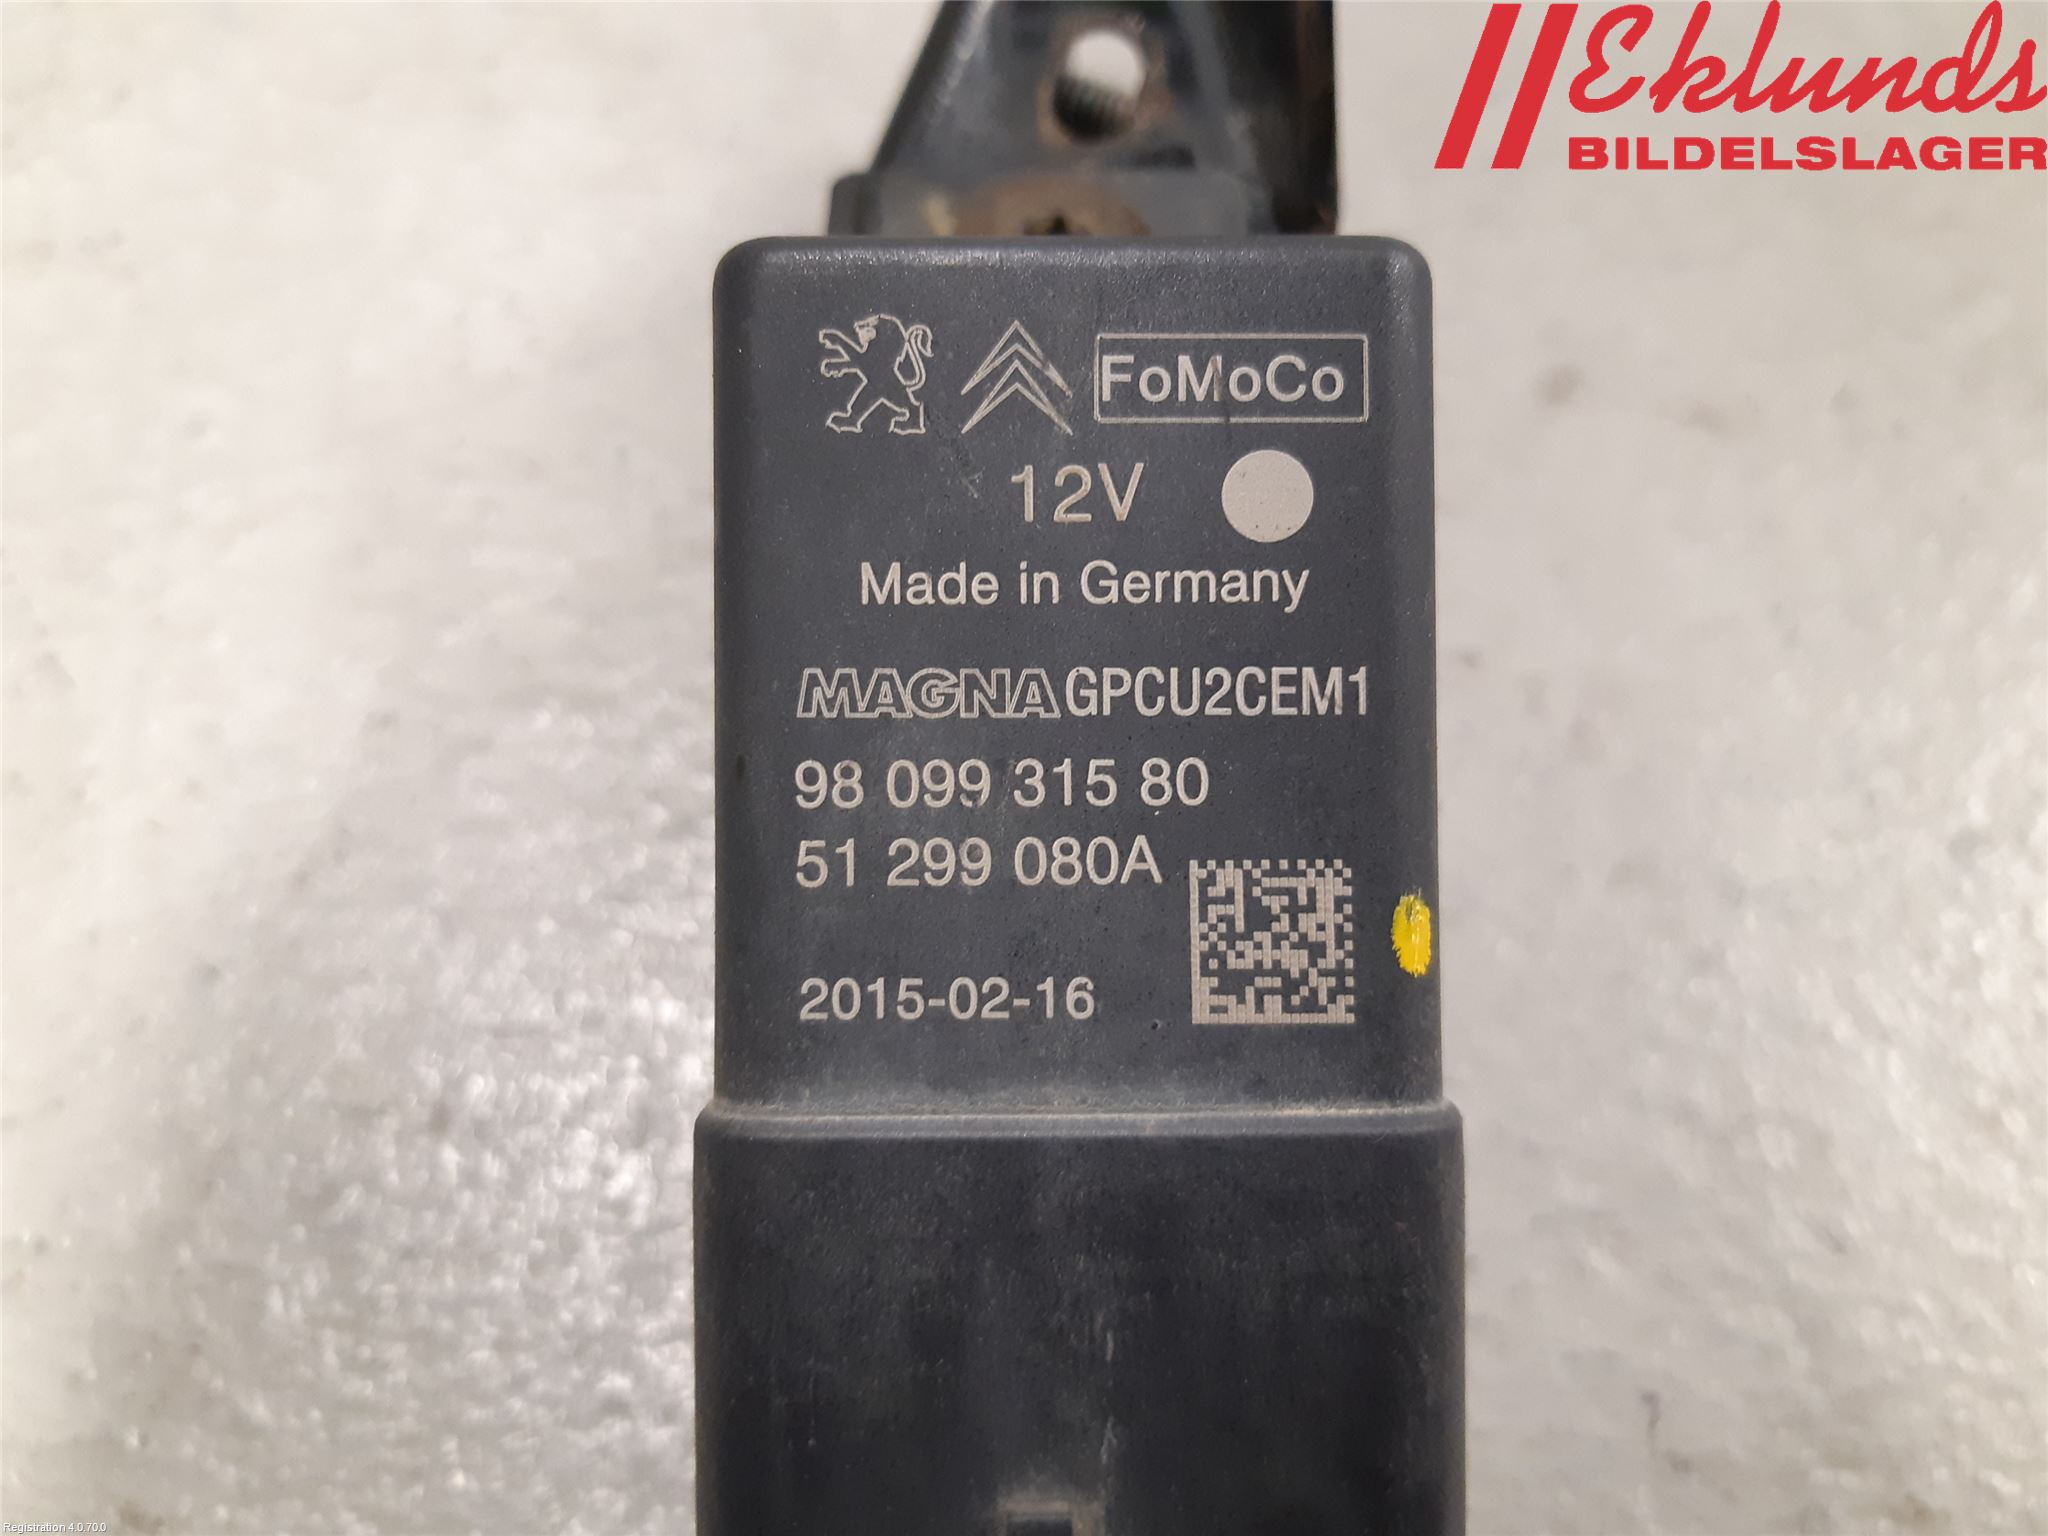 Eklunds
BILDELSLAGER
FoMoCo
12V
Made in Germany
MAGNA GPCU2CEM1
98 099 315 80
51 299 080A
2015-02-16
Registration 4.0.70.0